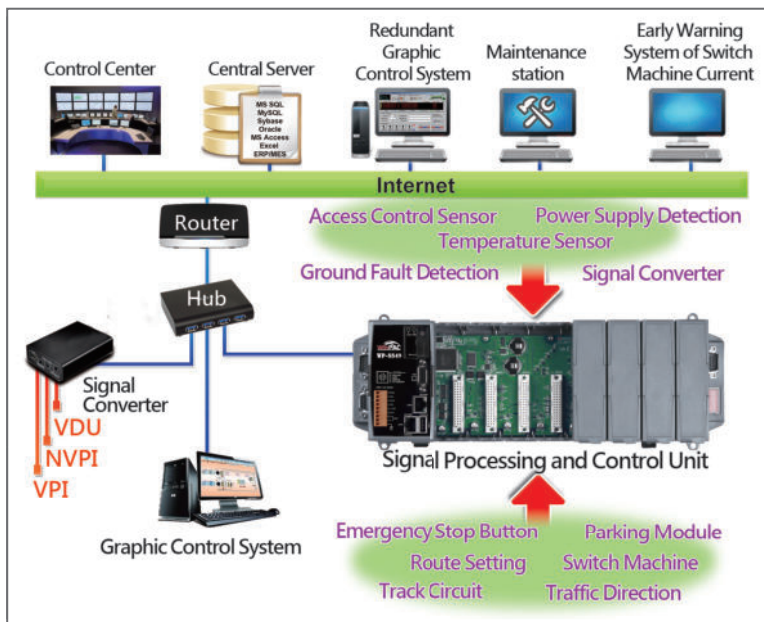 Control Center
Central Server
Redundant
Graphic
Control System
Maintenance
station
Early Warning
System of Switch
Machine Current
MS SQL
MySQL
Sybase
Oracle
MS Access
Excel
ERP/MES
Internet
Router
Access Control Sensor
Power Supply Detection
Temperature Sensor
Ground Fault Detection
Signal Converter
Hub
WP-8849
Signal
Converter
VDU
NVPI
VPI
Signal Processing and Control Unit
Graphic Control System
Emergency Stop Button
Parking Module
Route Setting
Switch Machine
Track Circuit
Traffic Direction